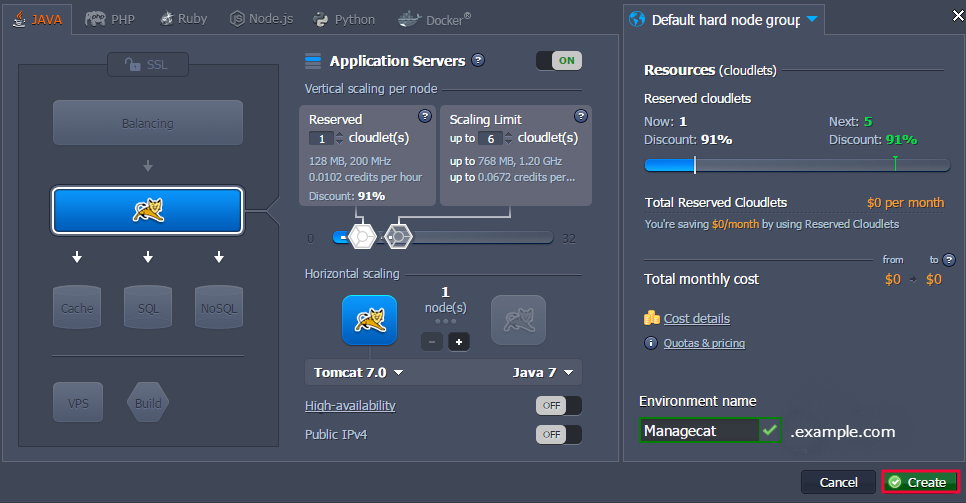 JAVA PHP Ruby Node.js Python Docker®
SSL
Balancing
Cache SQL NoSQL
VPS Build
Application Servers ? ON
Vertical scaling per node
Reserved ?
1 cloudlet(s)
128 MB, 200 MHz
0.0102 credits per hour
Discount: 91%
Scaling Limit ?
up to 6 cloudlet(s)
up to 768 MB, 1.20 GHz
up to 0.0672 credits per...
0 32
Horizontal scaling
1
node(s)
- +
Tomcat 7.0 Java 7
High-availability OFF
Public IPv4 OFF
Default hard node group
Resources (cloudlets)
Reserved cloudlets
Now: 1 Next: 5
Discount: 91% Discount: 91%
Total Reserved Cloudlets $0 per month
You're saving $0/month by using Reserved Cloudlets
from to ?
Total monthly cost $0 - $0
Cost details
Quotas & pricing
Environment name
Managecat .example.com
Cancel Create